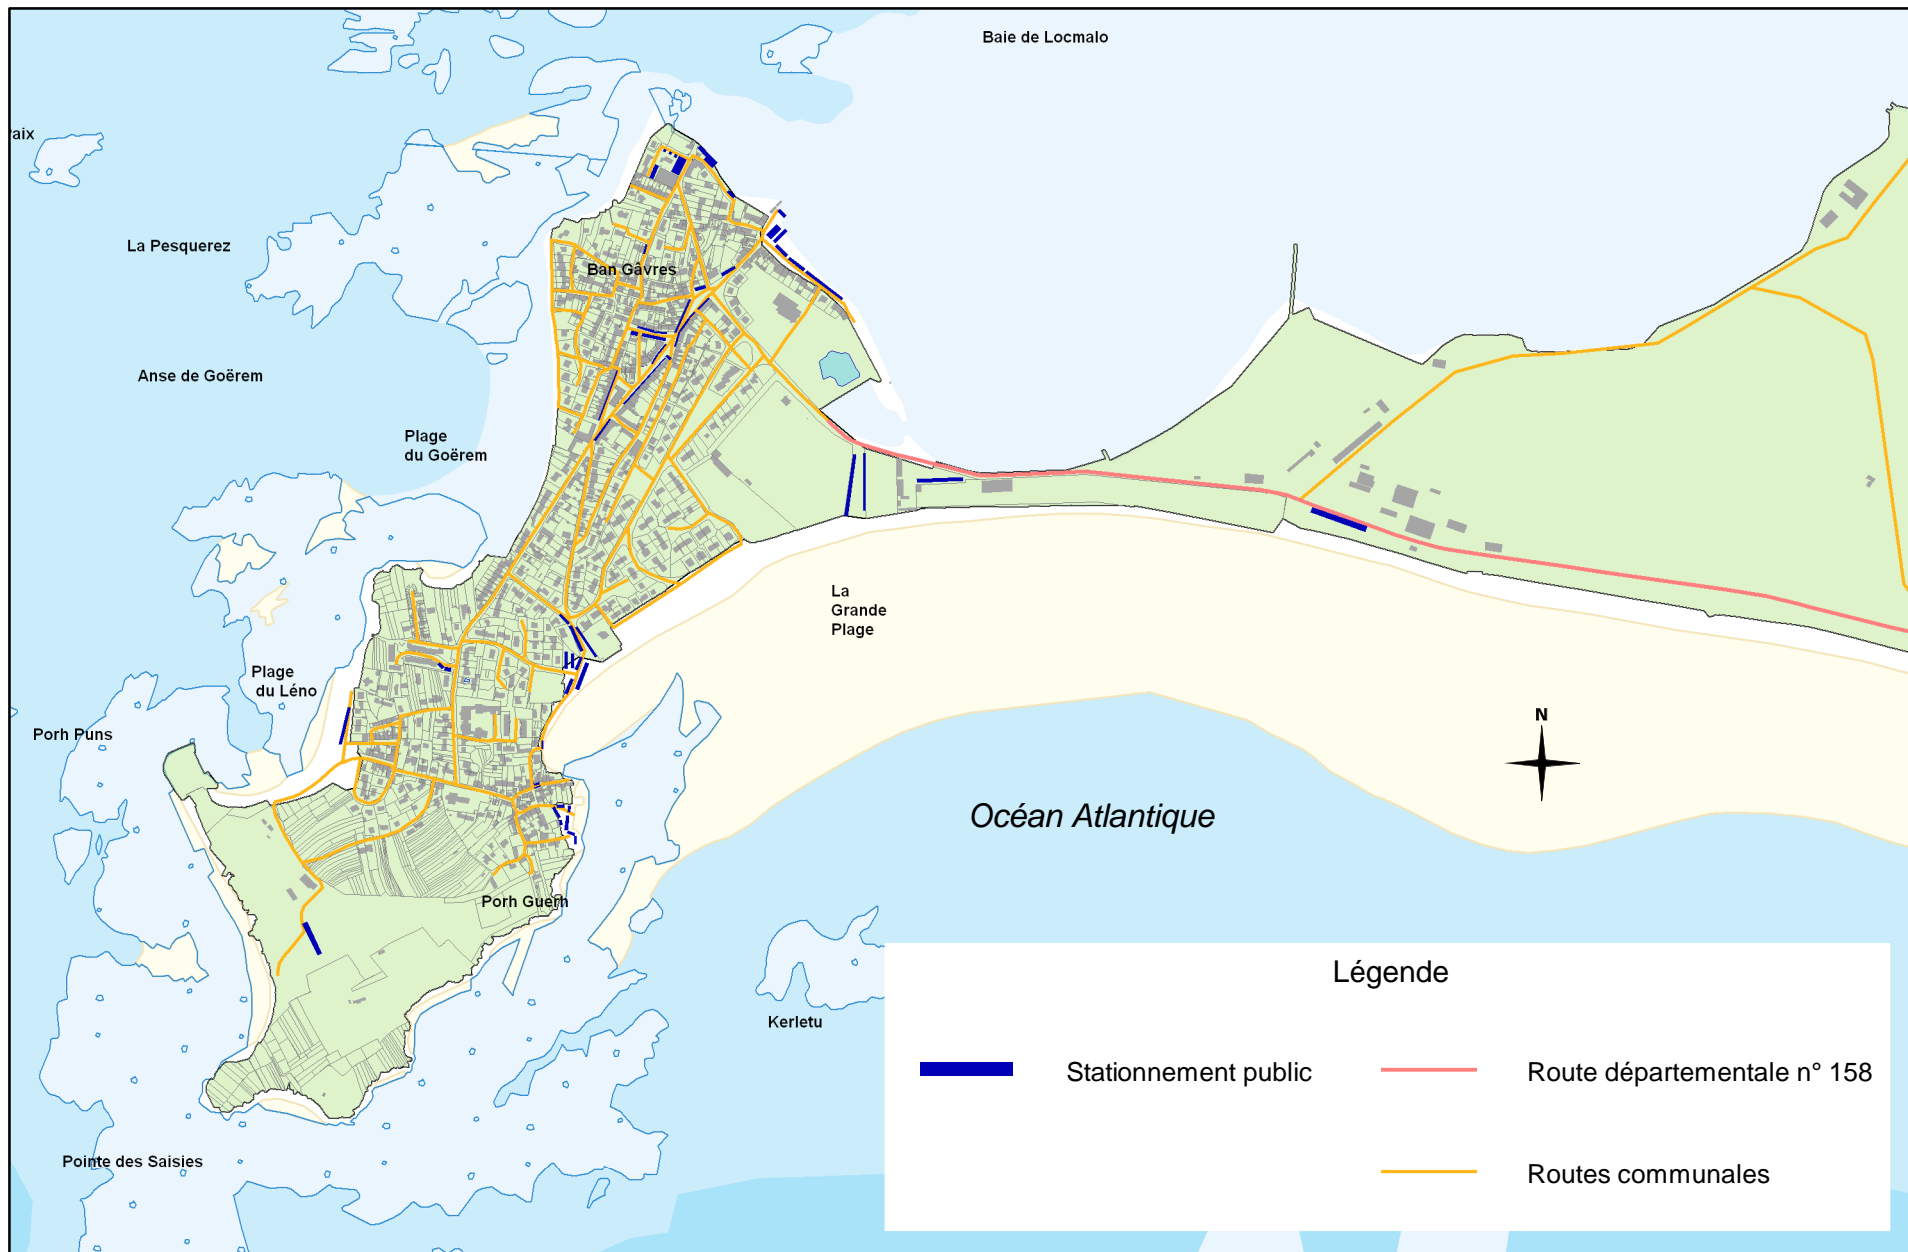 Baie de Locmalo
aix
La Pesquerez
Ban Gâvres
Anse de Goërem
Plage
du Goërem
La
Grande
Plage
Plage
du Léno
Porh Puns
N
Océan Atlantique
Porh Guerh
Kerletu
Pointe des Saisies
Légende
Stationnement public
Route départementale n° 158
Routes communales